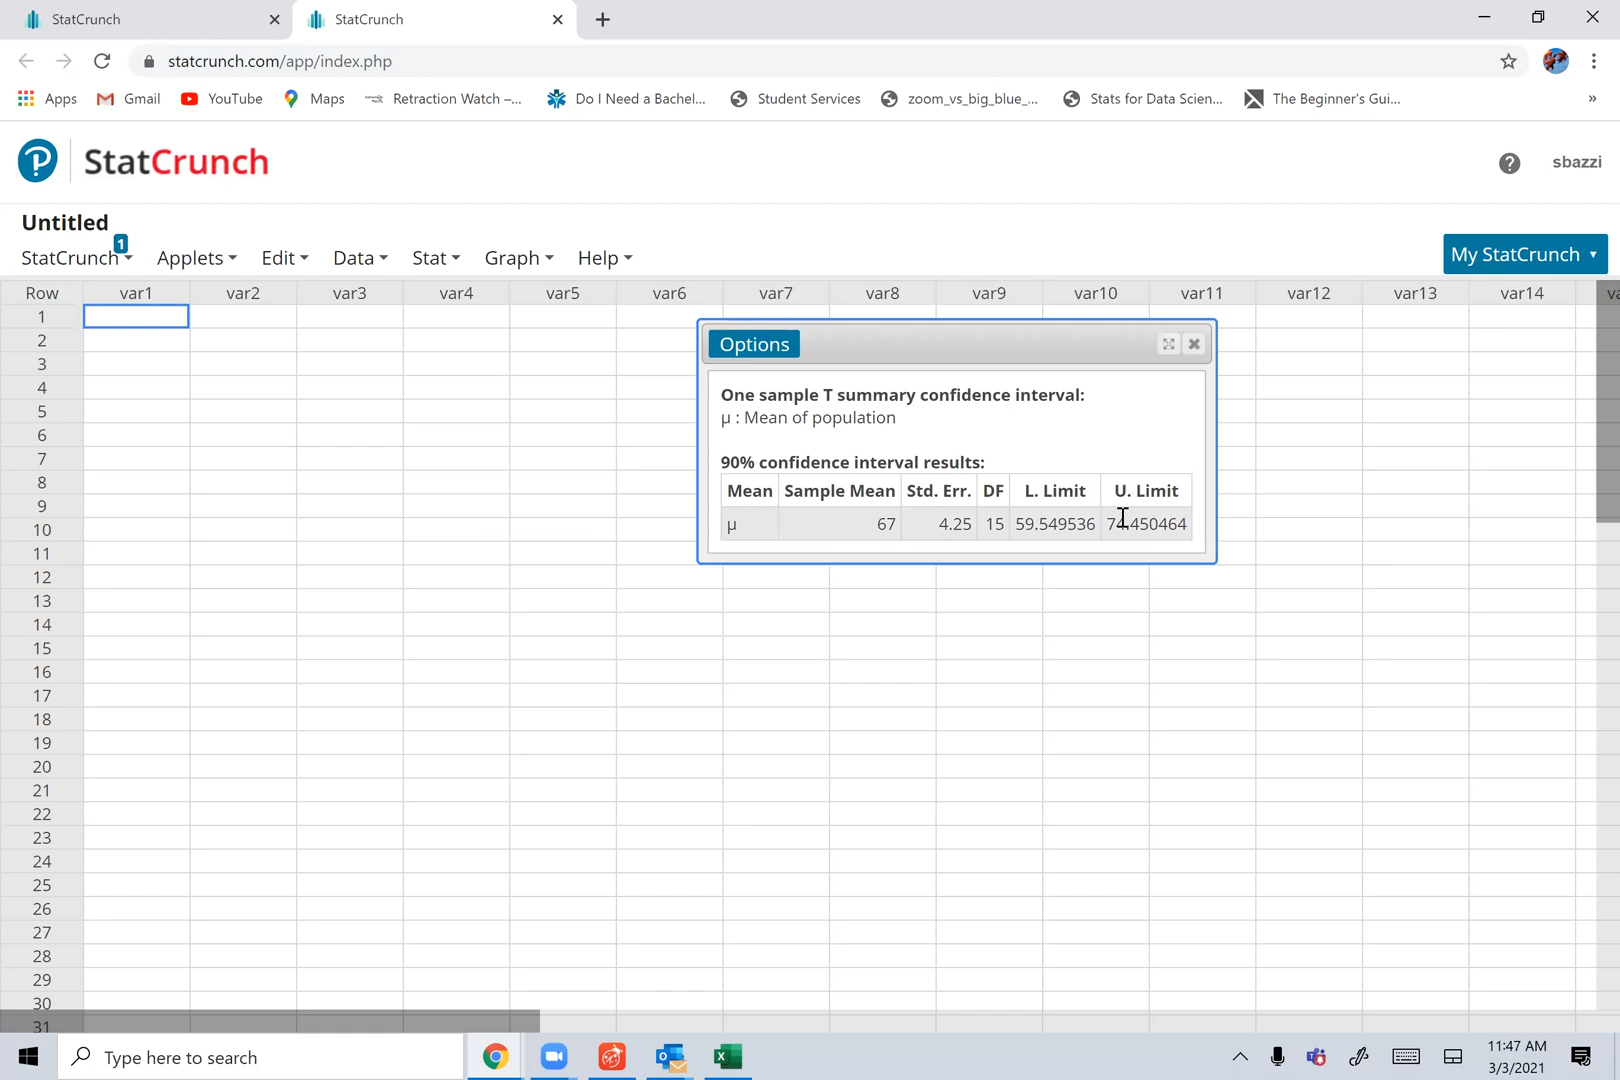 StatCrunch
StatCrunch
statcrunch.com/app/index.php
Apps Gmail YouTube Maps Retraction Watch –... Do I Need a Bachel... Student Services zoom_vs_big_blue_... Stats for Data Scien... The Beginner's Gui... »
StatCrunch
sbazzi
Untitled
StatCrunch 1 Applets Edit Data Stat Graph Help
My StatCrunch
Row var1 var2 var3 var4 var5 var6 var7 var8 var9 var10 var11 var12 var13 var14
1
2
3
4
5
6
7
8
9
10
11
12
13
14
15
16
17
18
19
20
21
22
23
24
25
26
27
28
29
30
31
Options
One sample T summary confidence interval:
μ : Mean of population
90% confidence interval results:
Mean Sample Mean Std. Err. DF L. Limit U. Limit
μ 67 4.25 15 59.549536 74.450464
Type here to search
11:47 AM
3/3/2021